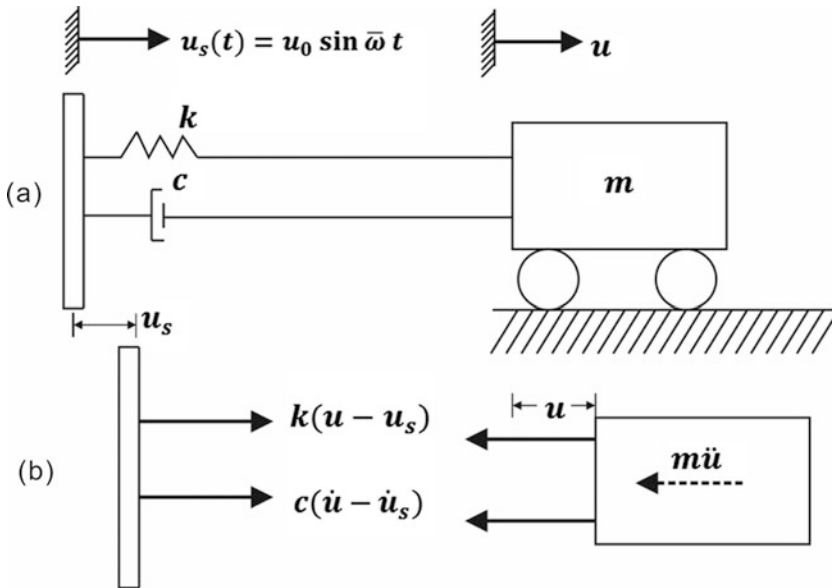 u_s(t) = u_0 sin ω̄ t
u
k
c
m
(a)
u_s
k(u − u_s)
u
(b)
mü
c(u̇ − u̇_s)